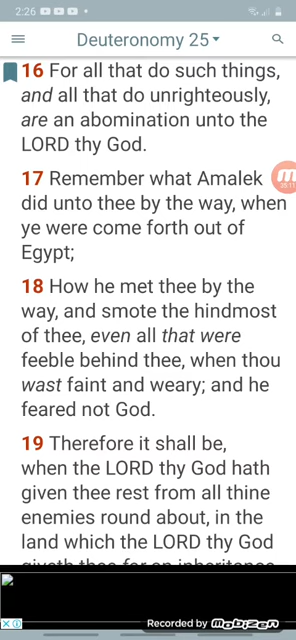 2:26
Deuteronomy 25
16 For all that do such things,
and all that do unrighteously,
are an abomination unto the
LORD thy God.
17 Remember what Amalek
did unto thee by the way, when
ye were come forth out of
Egypt;
18 How he met thee by the
way, and smote the hindmost
of thee, even all that were
feeble behind thee, when thou
wast faint and weary; and he
feared not God.
19 Therefore it shall be,
when the LORD thy God hath
given thee rest from all thine
enemies round about, in the
land which the LORD thy God
giveth thee for an inheritance
Recorded by Mobizen